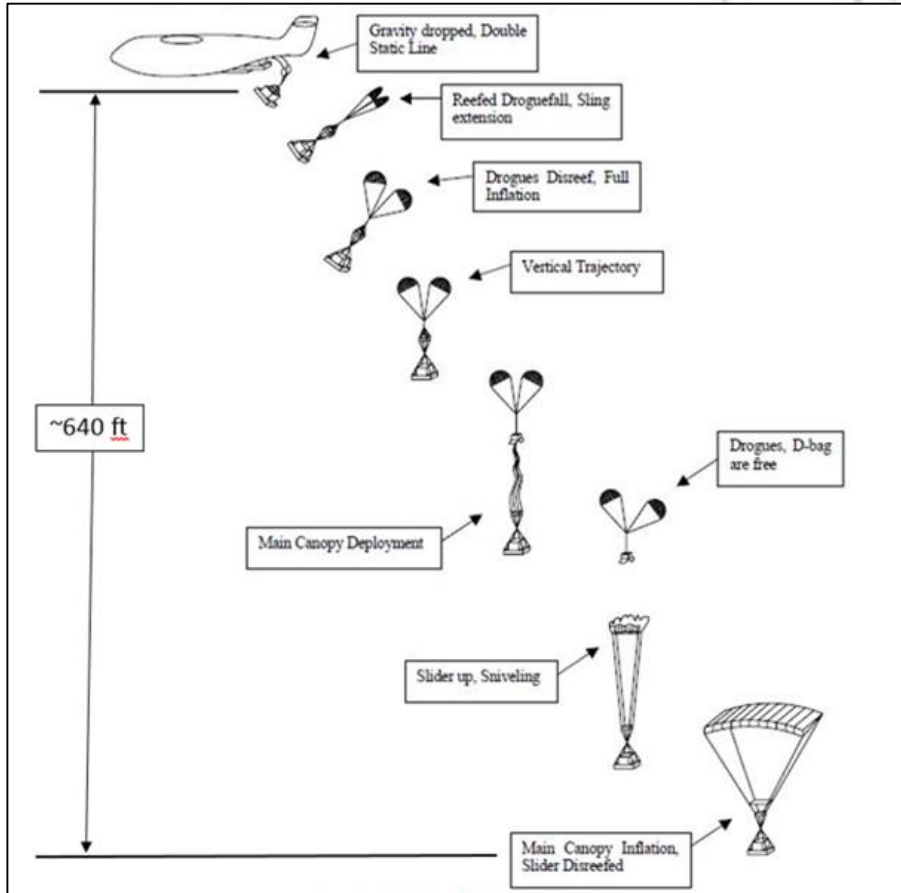 Gravity dropped, Double
Static Line
Reefed Droguefall, Sling
extension
Drogues Disreef, Full
Inflation
Vertical Trajectory
~640 ft
Drogues, D-bag
are free
Main Canopy Deployment
Slider up, Sniveling
Main Canopy Inflation,
Slider Disreefed